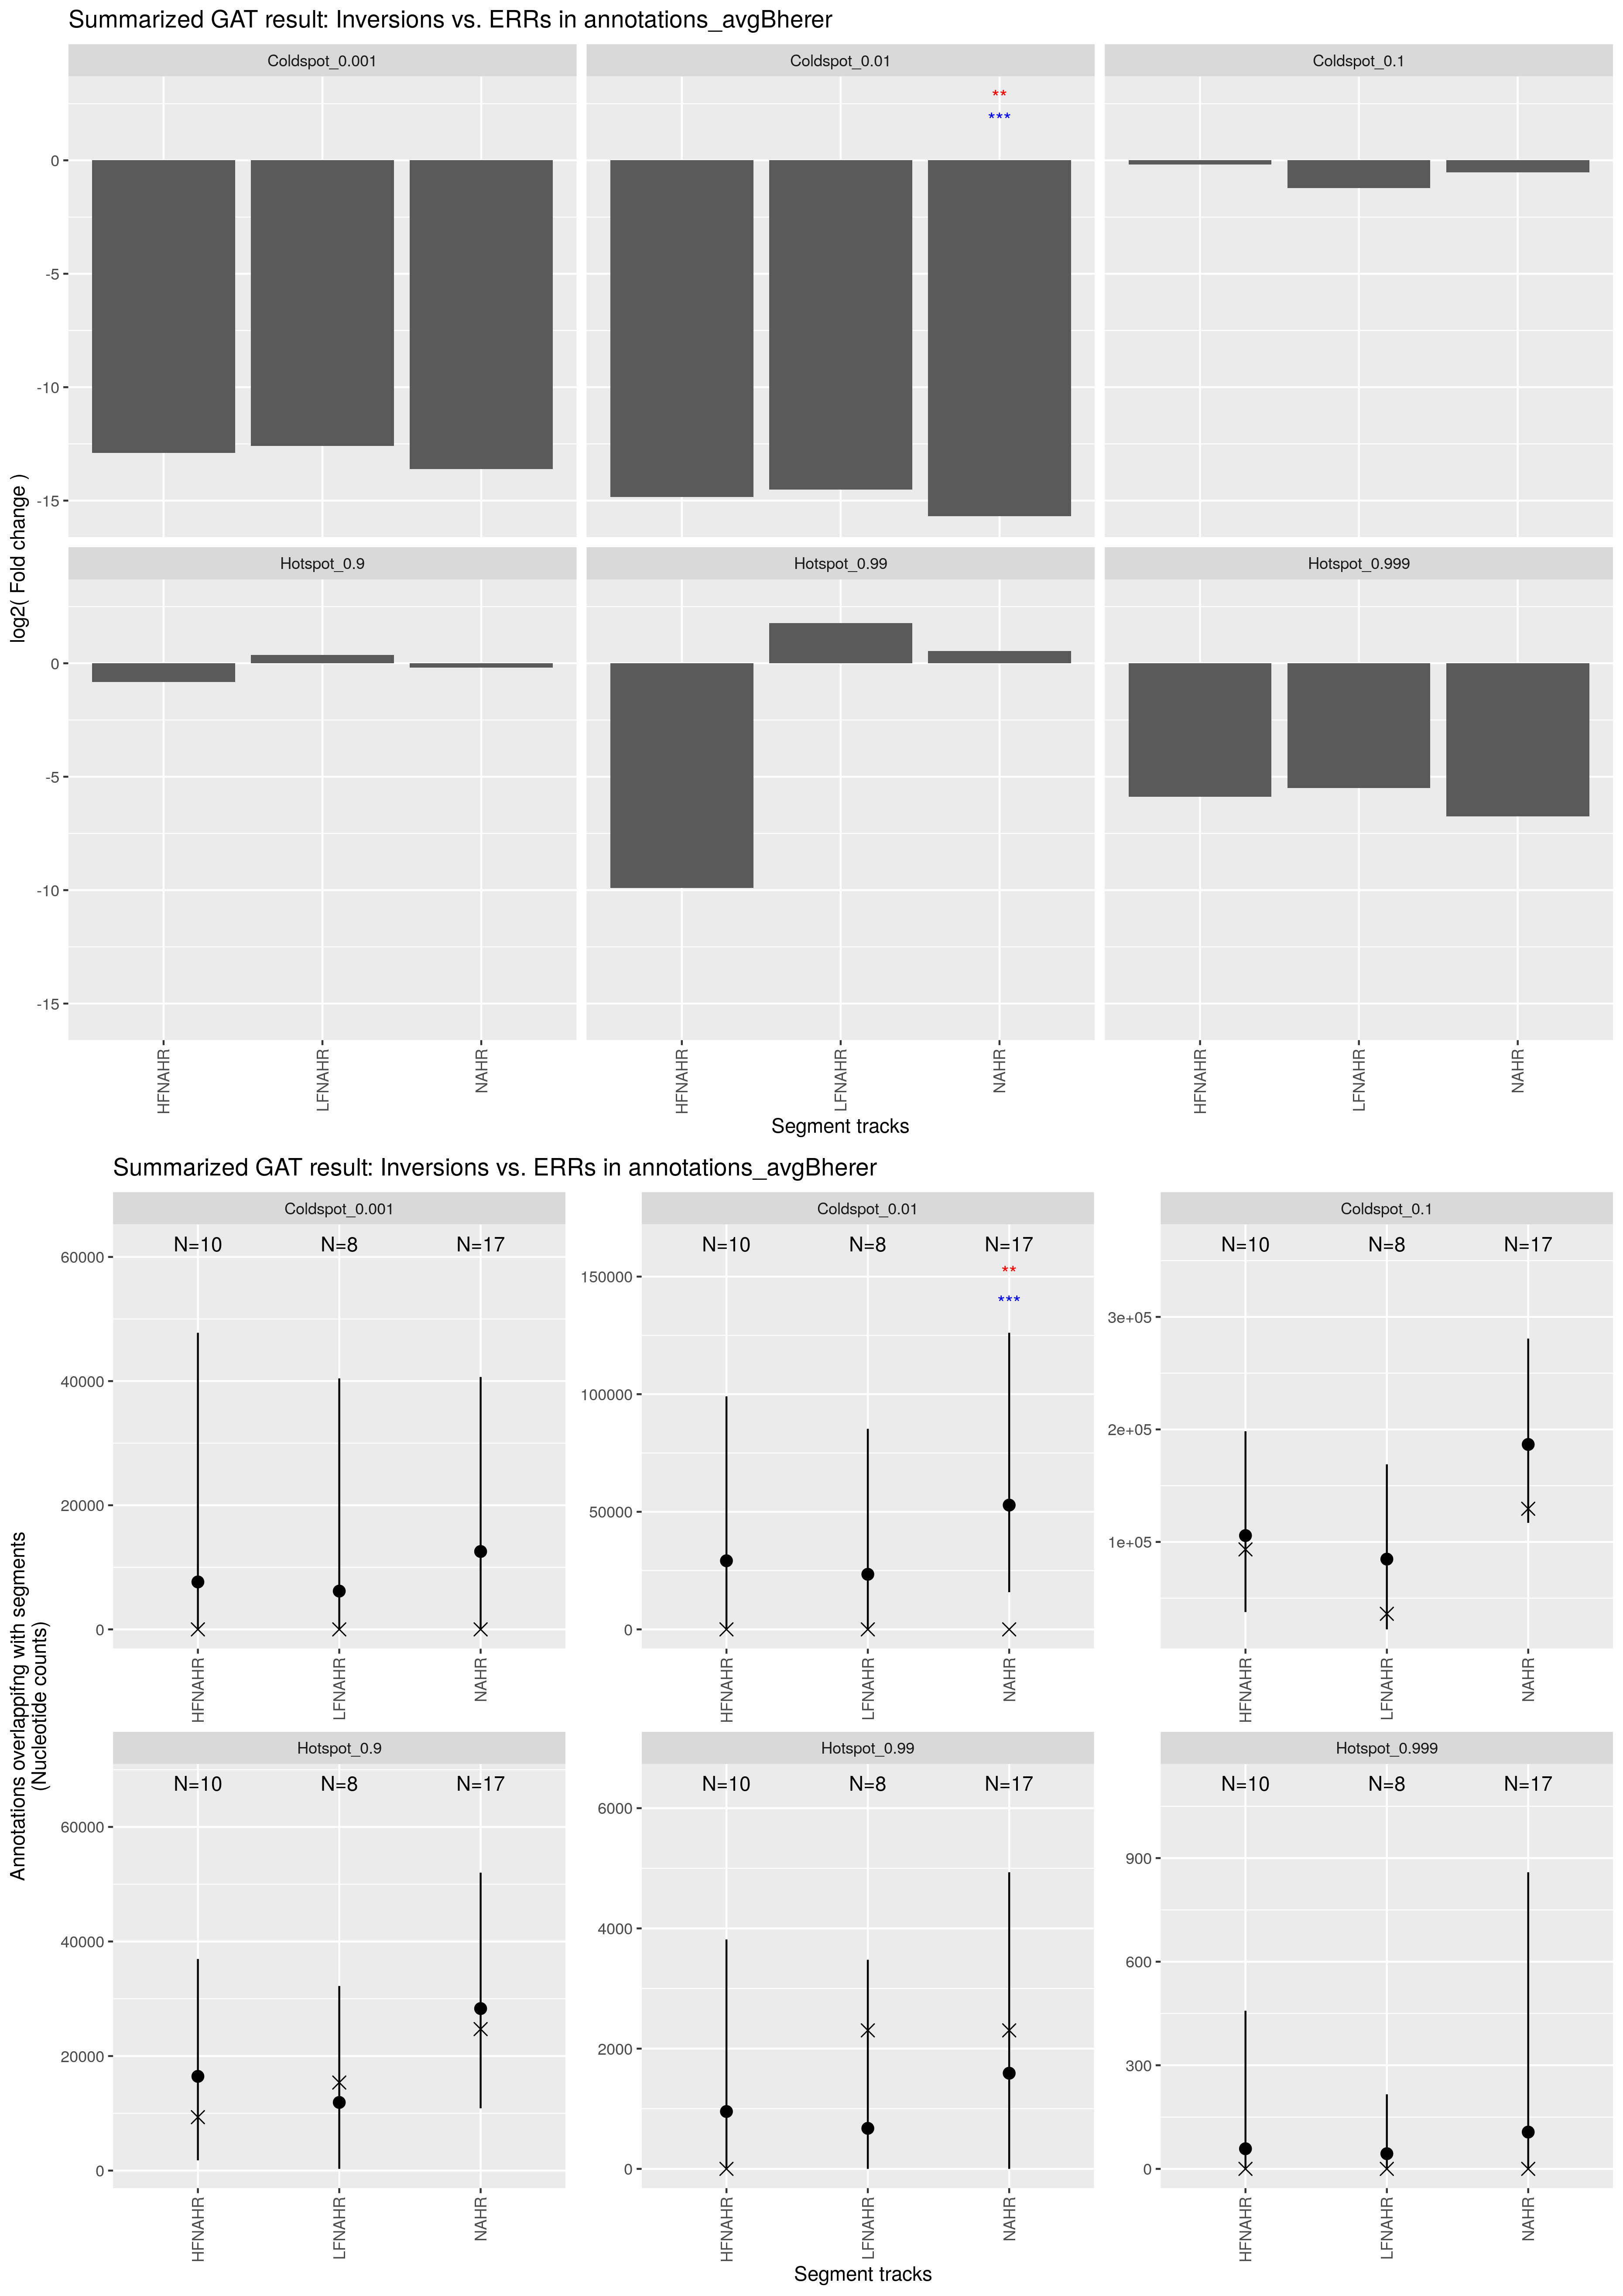 Summarized GAT result: Inversions vs. ERRs in annotations_avgBherer
Coldspot_0.001 Coldspot_0.01 Coldspot_0.1
**
***
0
-5
-10
-15
log2( Fold change )
Hotspot_0.9 Hotspot_0.99 Hotspot_0.999
0
-5
-10
-15
HFNAHR LFNAHR NAHR HFNAHR LFNAHR NAHR HFNAHR LFNAHR NAHR
Segment tracks
Summarized GAT result: Inversions vs. ERRs in annotations_avgBherer
Annotations overlappifng with segments
(Nucleotide counts)
Coldspot_0.001
N=10 N=8 N=17
60000
40000
20000
0
HFNAHR LFNAHR NAHR
Coldspot_0.01
N=10 N=8 N=17
**
***
150000
100000
50000
0
HFNAHR LFNAHR NAHR
Coldspot_0.1
N=10 N=8 N=17
3e+05
2e+05
1e+05
HFNAHR LFNAHR NAHR
Hotspot_0.9
N=10 N=8 N=17
60000
40000
20000
0
HFNAHR LFNAHR NAHR
Hotspot_0.99
N=10 N=8 N=17
6000
4000
2000
0
HFNAHR LFNAHR NAHR
Hotspot_0.999
N=10 N=8 N=17
900
600
300
0
HFNAHR LFNAHR NAHR
Segment tracks